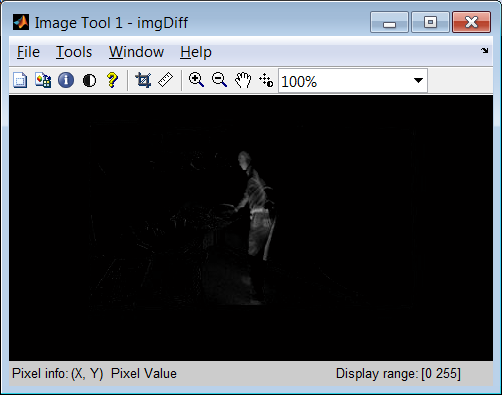 Image Tool 1 - imgDiff
File Tools Window Help
100%
Pixel info: (X, Y) Pixel Value Display range: [0 255]